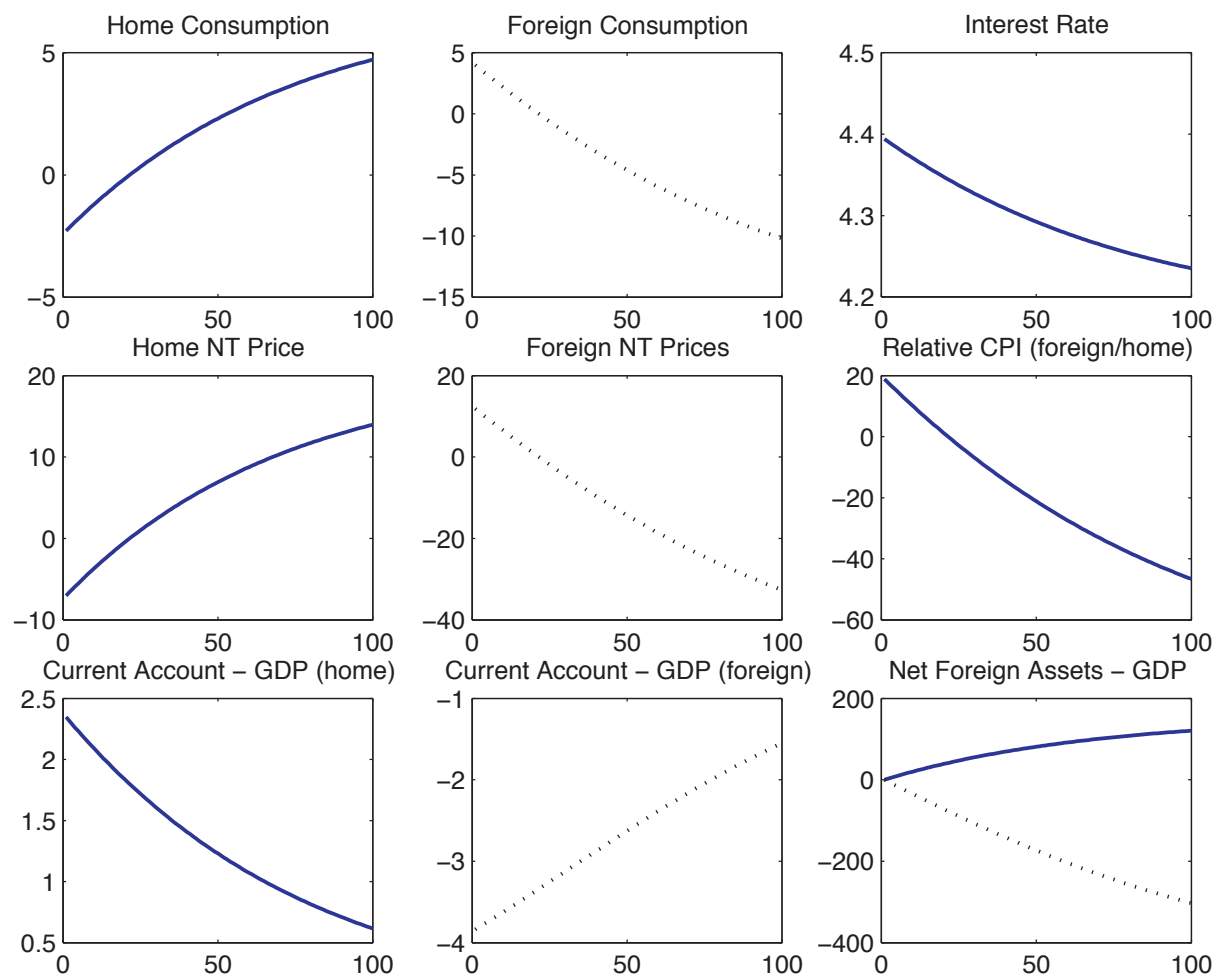 Home Consumption
5
0
−5
0 50 100
Foreign Consumption
5
0
−5
−10
−15
0 50 100
Interest Rate
4.5
4.4
4.3
4.2
0 50 100
Home NT Price
20
10
0
−10
0 50 100
Foreign NT Prices
20
0
−20
−40
0 50 100
Relative CPI (foreign/home)
20
0
−20
−40
−60
0 50 100
Current Account − GDP (home)
2.5
2
1.5
1
0.5
0 50 100
Current Account − GDP (foreign)
−1
−2
−3
−4
0 50 100
Net Foreign Assets − GDP
200
0
−200
−400
0 50 100